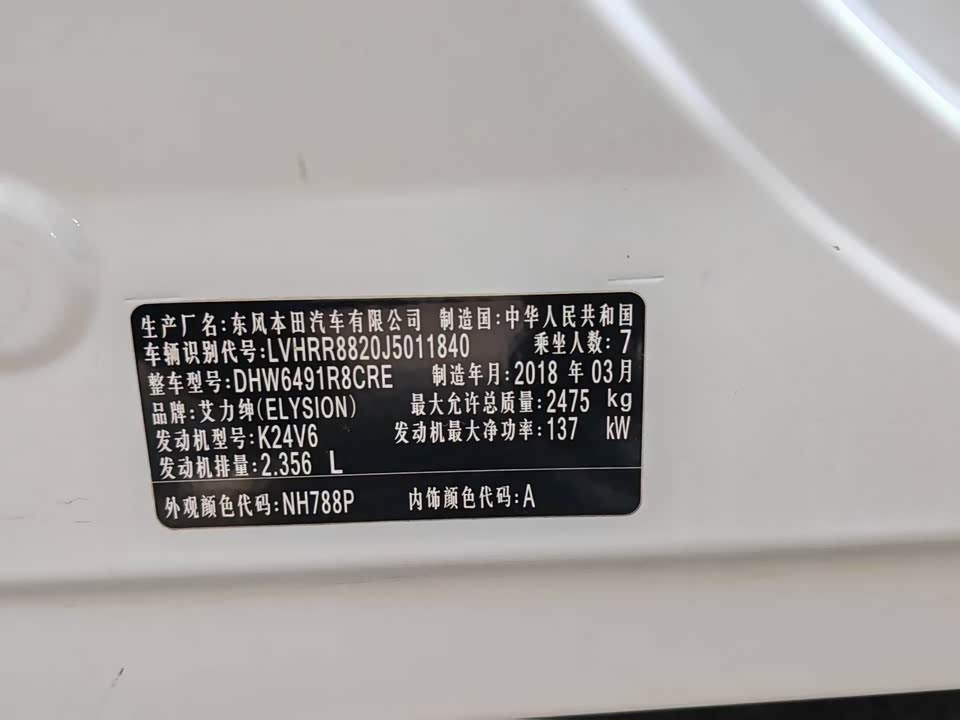 生产厂名:东风本田汽车有限公司 制造国:中华人民共和国
车辆识别代号:LVHRR8820J5011840 乘坐人数:7
整车型号:DHW6491R8CRE 制造年月:2018 年 03月
品牌:艾力绅(ELYSION) 最大允许总质量:2475 kg
发动机型号:K24V6 发动机最大净功率:137 kW
发动机排量:2.356 L
外观颜色代码:NH788P 内饰颜色代码:A